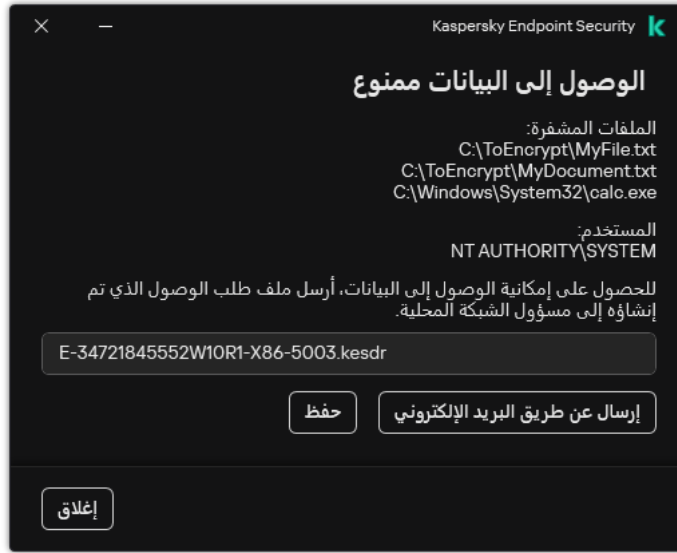 Kaspersky Endpoint Security
الوصول إلى البيانات ممنوع
الملفات المشفرة:
C:\ToEncrypt\MyFile.txt
C:\ToEncrypt\MyDocument.txt
C:\Windows\System32\calc.exe
المستخدم:
NT AUTHORITY\SYSTEM
للحصول على إمكانية الوصول إلى البيانات، أرسل ملف طلب الوصول الذي تم
إنشاؤه إلى مسؤول الشبكة المحلية.
E-34721845552W10R1-X86-5003.kesdr
إرسال عن طريق البريد الإلكتروني
حفظ
إغلاق